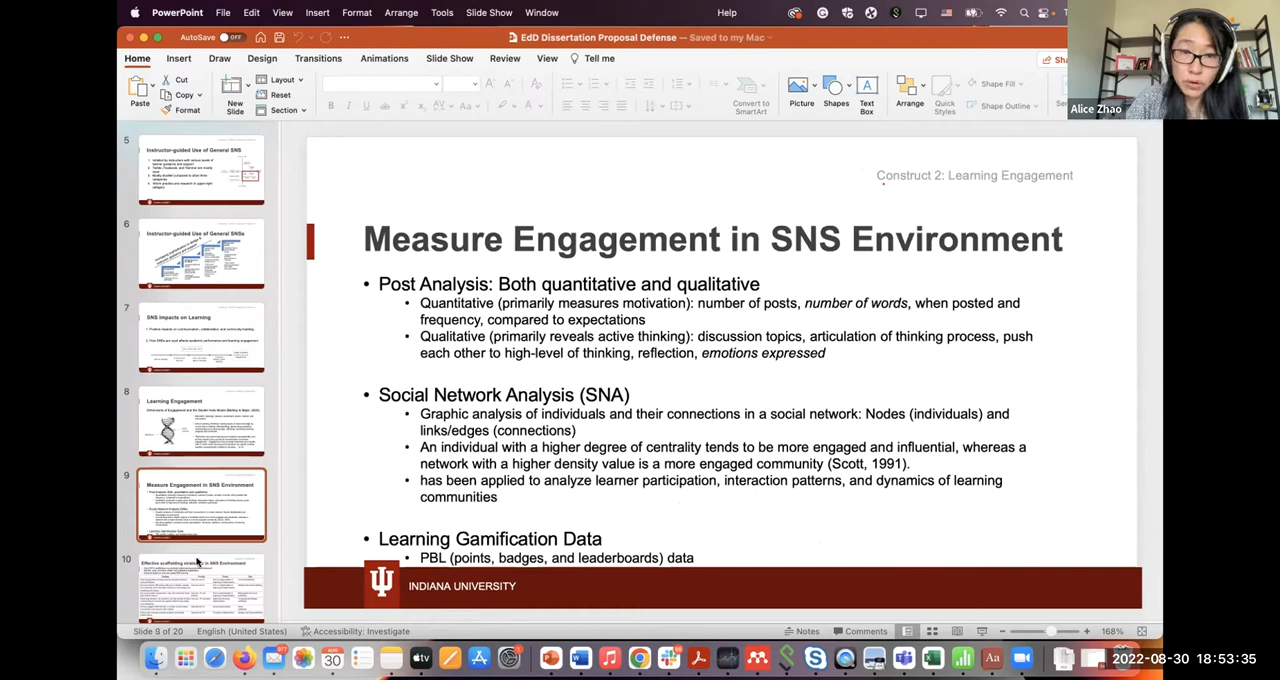 PowerPoint File Edit View Insert Format Arrange Tools Slide Show Window Help
AutoSave OFF EdD Dissertation Proposal Defense — Saved to my Mac
Home Insert Draw Design Transitions Animations Slide Show Review View Tell me
Paste Cut Copy Format
New Slide Layout Reset Section
Convert to SmartArt
Picture Shapes Text Box Arrange Quick Styles Shape Fill Shape Outline
Alice Zhao
5
Instructor-guided Use of General SNS
6
Instructor-guided Use of General SNSs
7
SNS Impacts on Learning
8
Learning Engagement
9
Measure Engagement in SNS Environment
10
Effective scaffolding strategy in SNS Environment
Construct 2: Learning Engagement
Measure Engagement in SNS Environment
• Post Analysis: Both quantitative and qualitative
• Quantitative (primarily measures motivation): number of posts, number of words, when posted and
frequency, compared to expectations
• Qualitative (primarily reveals active thinking): discussion topics, articulation of thinking process, push
each other to high-level of thinking, reflection, emotions expressed
• Social Network Analysis (SNA)
• Graphic analysis of individuals and their connections in a social network: Nodes (individuals) and
links/edges (connections)
• An individual with a higher degree of centrality tends to be more engaged and influential, whereas a
network with a higher density value is a more engaged community (Scott, 1991).
• has been applied to analyze learner participation, interaction patterns, and dynamics of learning
communities
• Learning Gamification Data
• PBL (points, badges, and leaderboards) data
INDIANA UNIVERSITY
Slide 9 of 20 English (United States) Accessibility: Investigate Notes Comments 168%
AUG 30
tv
2022-08-30 18:53:35